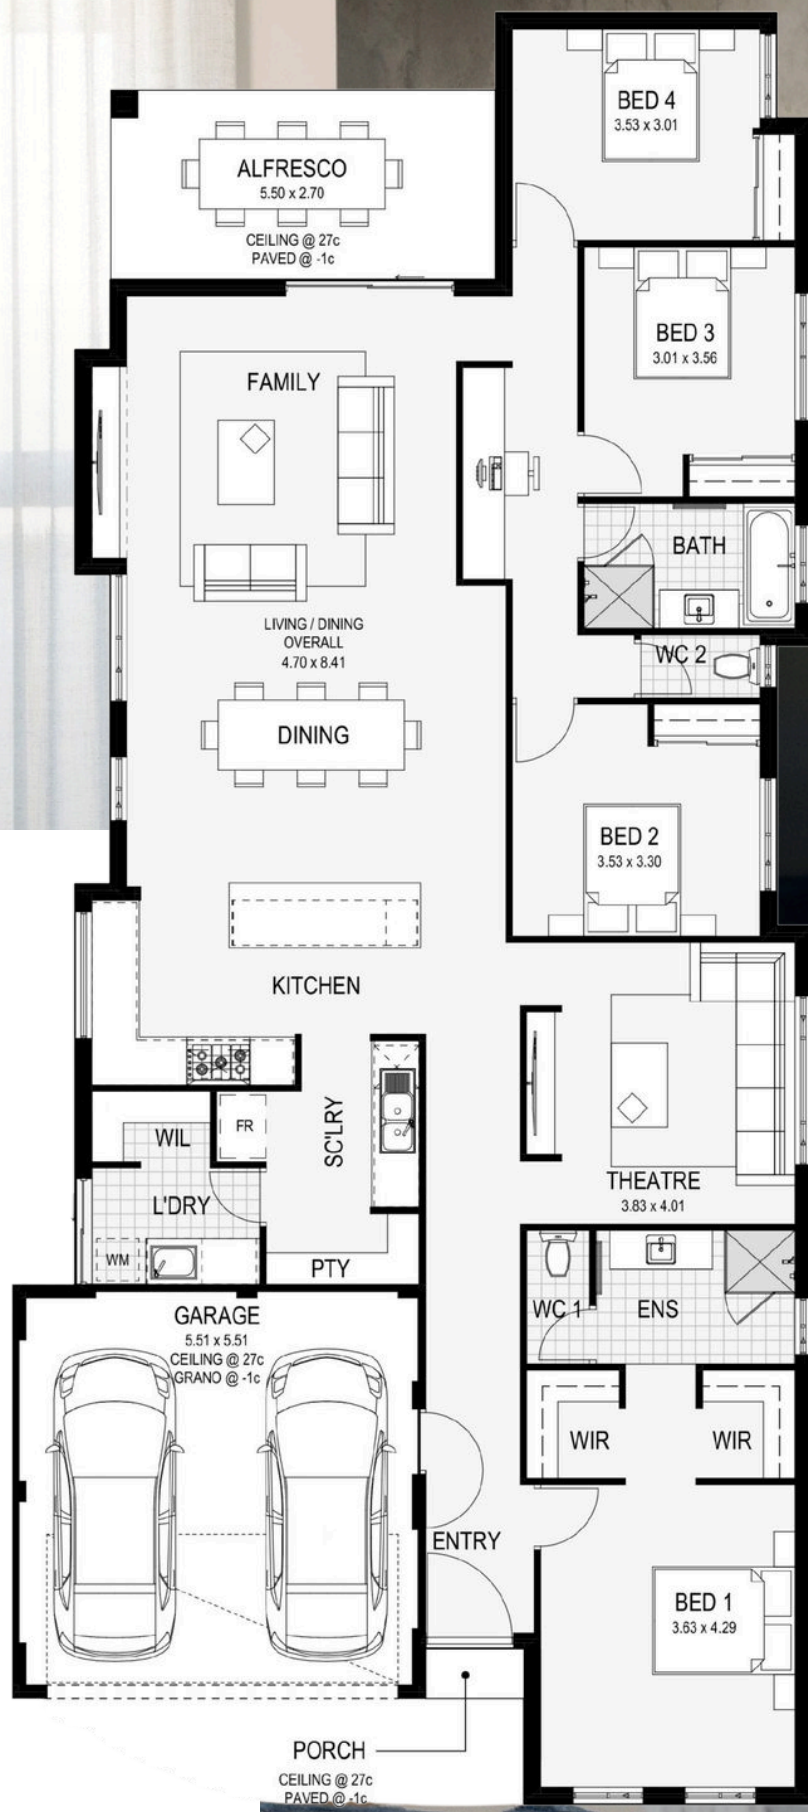 BED 4
3.53 x 3.01
ALFRESCO
5.50 x 2.70
CEILING @ 27c
PAVED @ -1c
BED 3
3.01 x 3.56
FAMILY
BATH
LIVING / DINING
OVERALL
4.70 x 8.41
WC 2
DINING
BED 2
3.53 x 3.30
KITCHEN
SC'LRY
FR
WIL
THEATRE
3.83 x 4.01
L'DRY
WM
PTY
WC 1
ENS
GARAGE
5.51 x 5.51
CEILING @ 27c
GRANO @ -1c
WIR
WIR
ENTRY
BED 1
3.63 x 4.29
PORCH
CEILING @ 27c
PAVED @ -1c